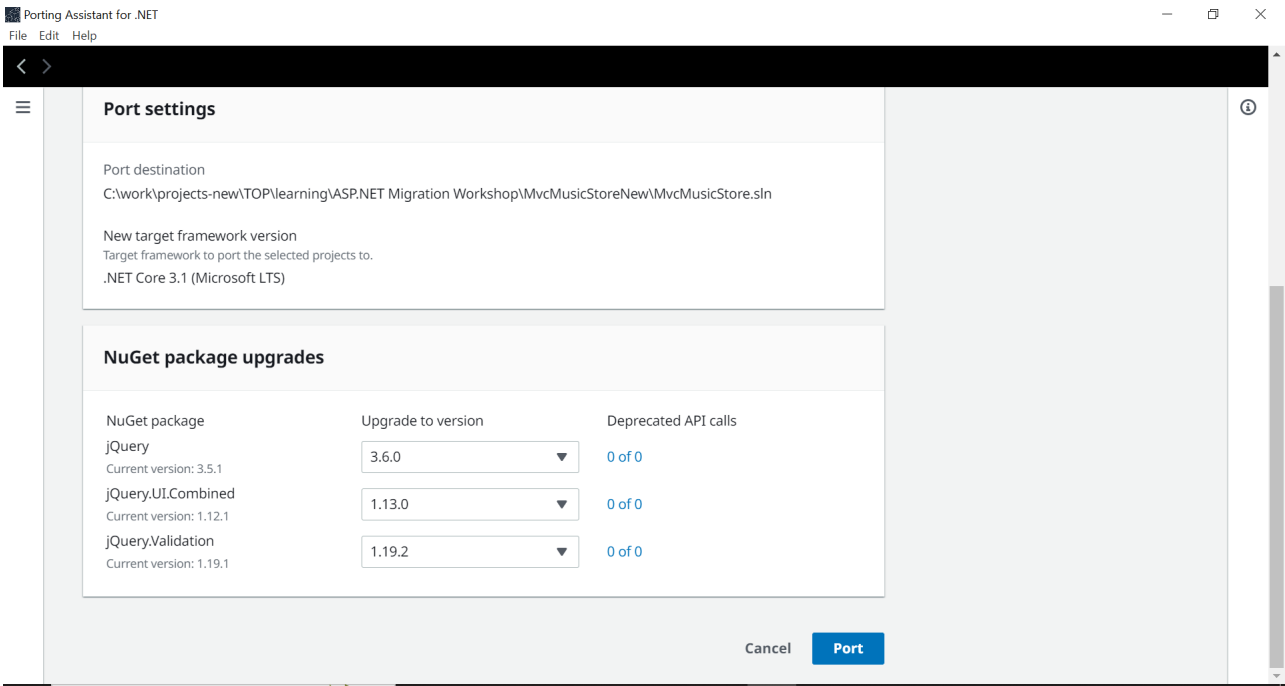 Porting Assistant for .NET
File Edit Help
Port settings
Port destination
C:\work\projects-new\TOP\learning\ASP.NET Migration Workshop\MvcMusicStoreNew\MvcMusicStore.sln
New target framework version
Target framework to port the selected projects to.
.NET Core 3.1 (Microsoft LTS)
NuGet package upgrades
NuGet package Upgrade to version Deprecated API calls
jQuery
Current version: 3.5.1
3.6.0 0 of 0
jQuery.UI.Combined
Current version: 1.12.1
1.13.0 0 of 0
jQuery.Validation
Current version: 1.19.1
1.19.2 0 of 0
Cancel Port